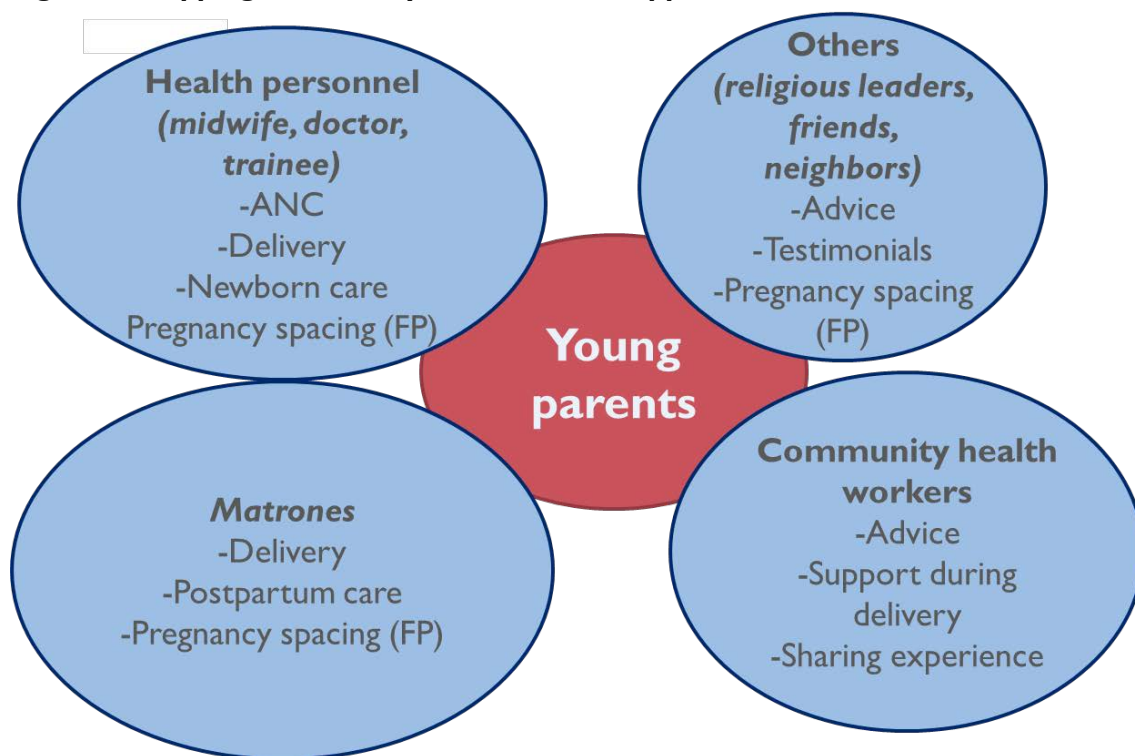 Health personnel
(midwife, doctor,
trainee)
-ANC
-Delivery
-Newborn care
Pregnancy spacing (FP)
Others
(religious leaders,
friends,
neighbors)
-Advice
-Testimonials
-Pregnancy spacing
(FP)
Young
parents
Matrones
-Delivery
-Postpartum care
-Pregnancy spacing (FP)
Community health
workers
-Advice
-Support during
delivery
-Sharing experience